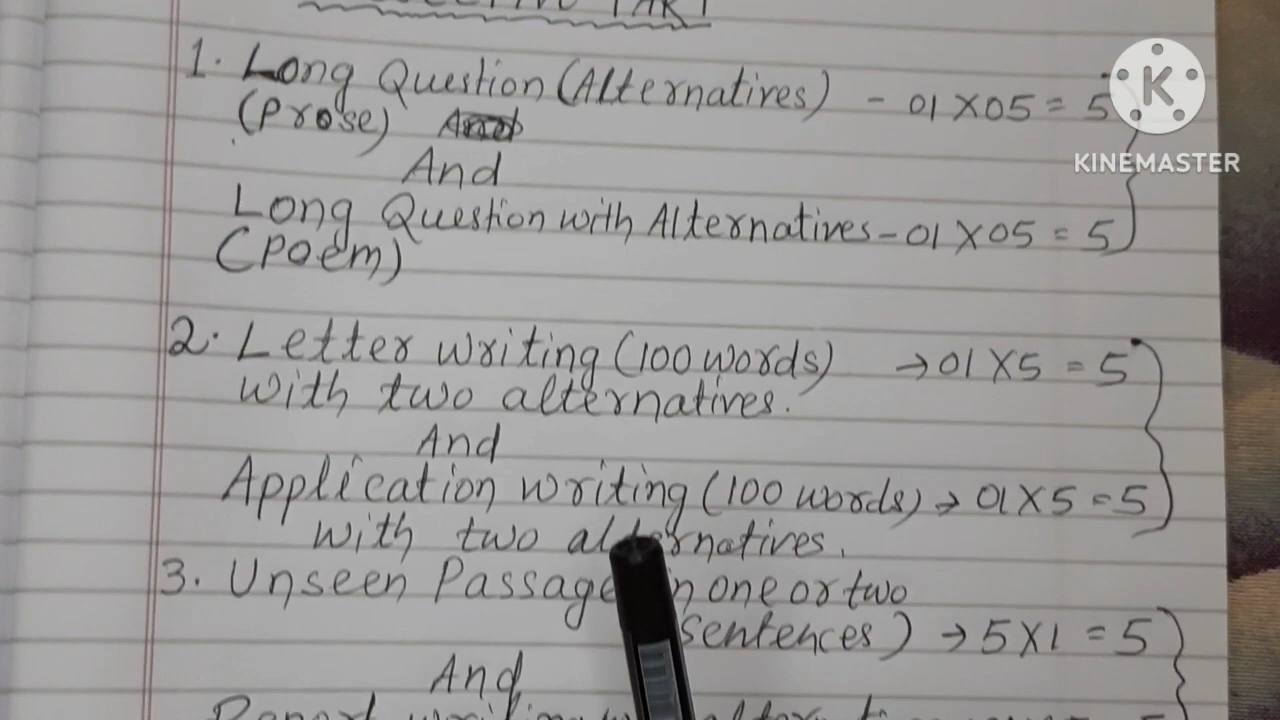 PART
1. Long Question (Alternatives) - 01 X 05 = 5
(Prose)
And
Long Question with Alternatives - 01 X 05 = 5
(Poem)
2. Letter writing (100 words) → 01 X 5 = 5
with two alternatives.
And
Application writing (100 words) → 01 X 5 = 5
with two alternatives.
3. Unseen Passage in one or two
sentences) → 5 X 1 = 5
And
K
KINEMASTER